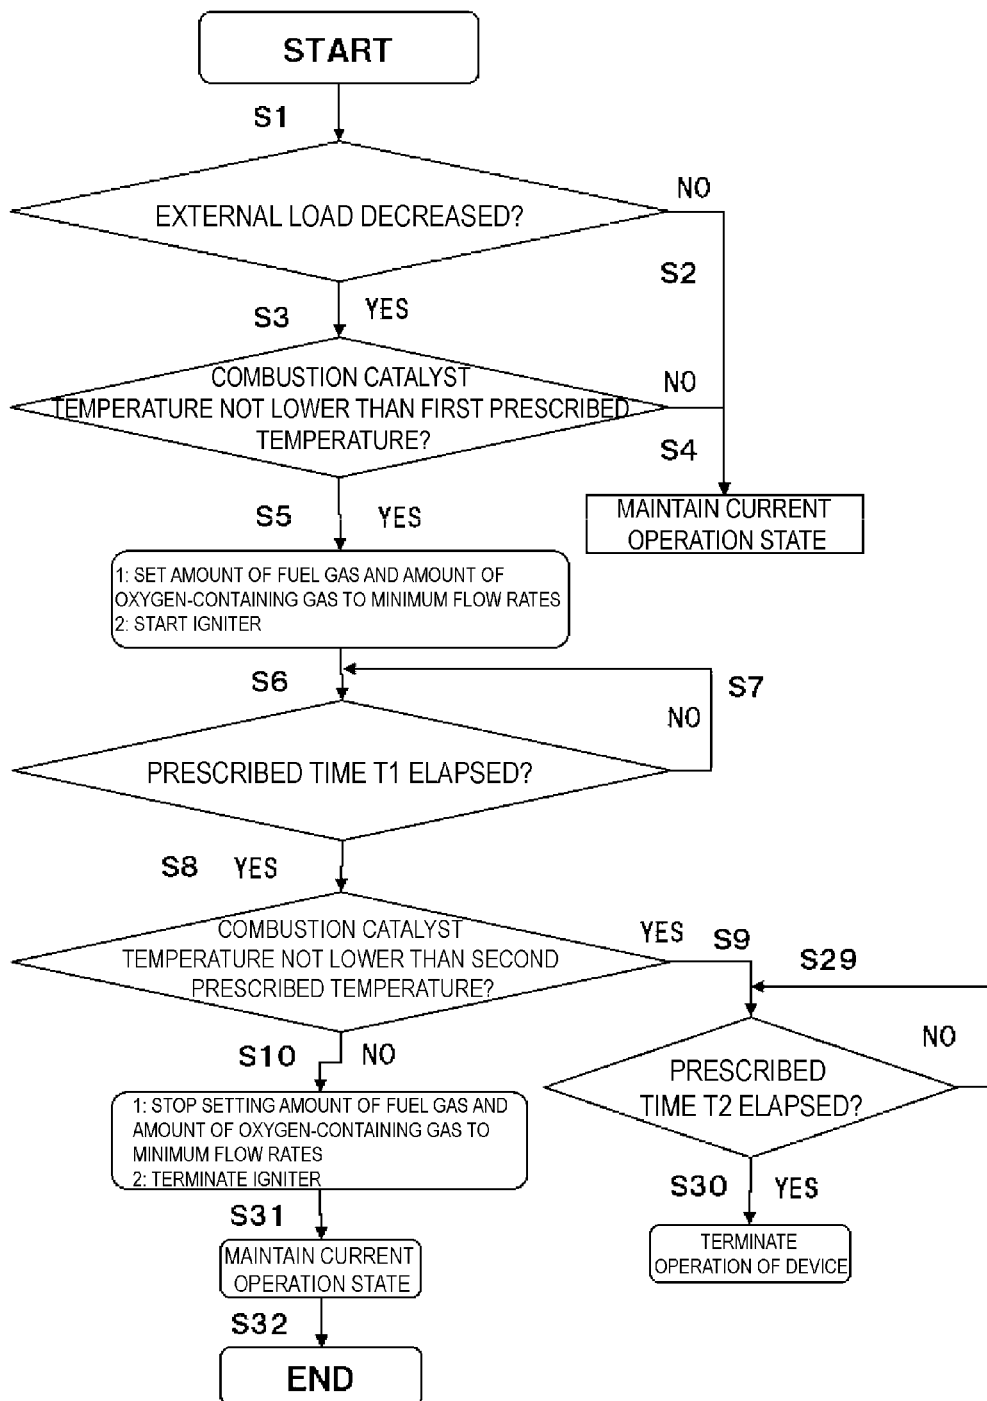 START
S1
EXTERNAL LOAD DECREASED?
NO
S2
S3
YES
COMBUSTION CATALYST
TEMPERATURE NOT LOWER THAN FIRST PRESCRIBED
TEMPERATURE?
NO
S4
S5
YES
MAINTAIN CURRENT
OPERATION STATE
1: SET AMOUNT OF FUEL GAS AND AMOUNT OF
OXYGEN-CONTAINING GAS TO MINIMUM FLOW RATES
2: START IGNITER
S6
S7
NO
PRESCRIBED TIME T1 ELAPSED?
S8
YES
COMBUSTION CATALYST
TEMPERATURE NOT LOWER THAN SECOND
PRESCRIBED TEMPERATURE?
YES
S9
S29
S10
NO
NO
PRESCRIBED
TIME T2 ELAPSED?
1: STOP SETTING AMOUNT OF FUEL GAS AND
AMOUNT OF OXYGEN-CONTAINING GAS TO
MINIMUM FLOW RATES
2: TERMINATE IGNITER
S30
YES
S31
MAINTAIN CURRENT
OPERATION STATE
TERMINATE
OPERATION OF DEVICE
S32
END